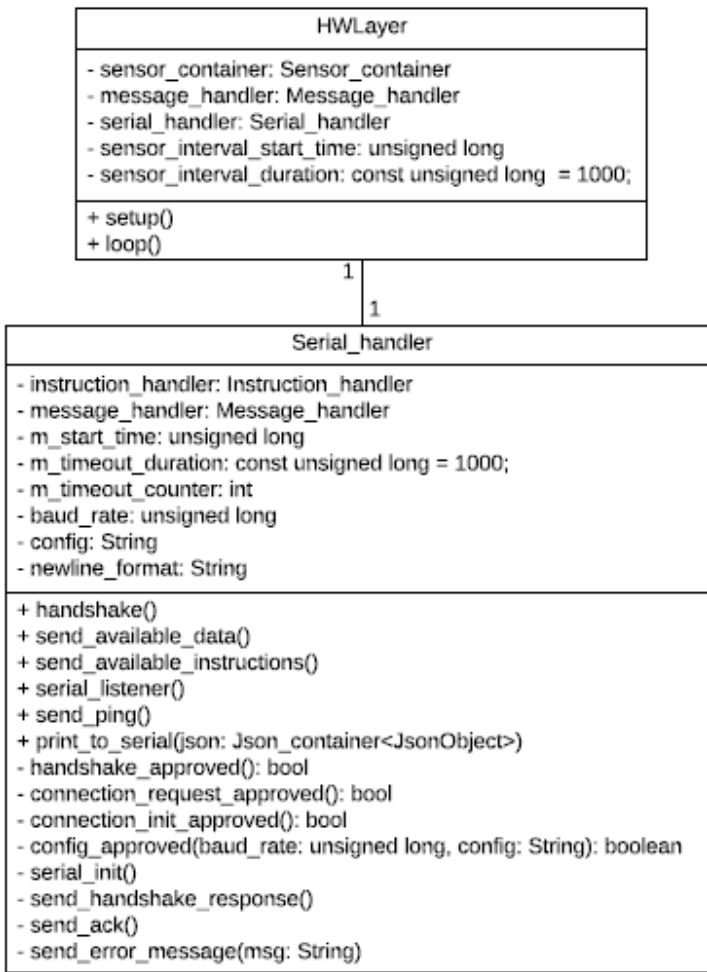 HWLayer
- sensor_container: Sensor_container
- message_handler: Message_handler
- serial_handler: Serial_handler
- sensor_interval_start_time: unsigned long
- sensor_interval_duration: const unsigned long = 1000;
+ setup()
+ loop()
1
1
Serial_handler
- instruction_handler: Instruction_handler
- message_handler: Message_handler
- m_start_time: unsigned long
- m_timeout_duration: const unsigned long = 1000;
- m_timeout_counter: int
- baud_rate: unsigned long
- config: String
- newline_format: String
+ handshake()
+ send_available_data()
+ send_available_instructions()
+ serial_listener()
+ send_ping()
+ print_to_serial(json: Json_container<JsonObject>)
- handshake_approved(): bool
- connection_request_approved(): bool
- connection_init_approved(): bool
- config_approved(baud_rate: unsigned long, config: String): boolean
- serial_init()
- send_handshake_response()
- send_ack()
- send_error_message(msg: String)